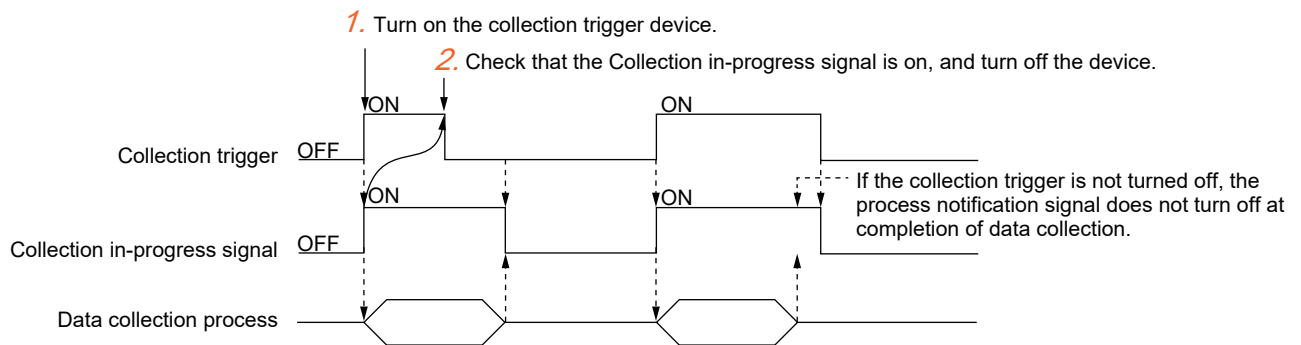 1. Turn on the collection trigger device.
2. Check that the Collection in-progress signal is on, and turn off the device.
ON
ON
Collection trigger
OFF
If the collection trigger is not turned off, the
process notification signal does not turn off at
completion of data collection.
ON
ON
Collection in-progress signal
OFF
Data collection process